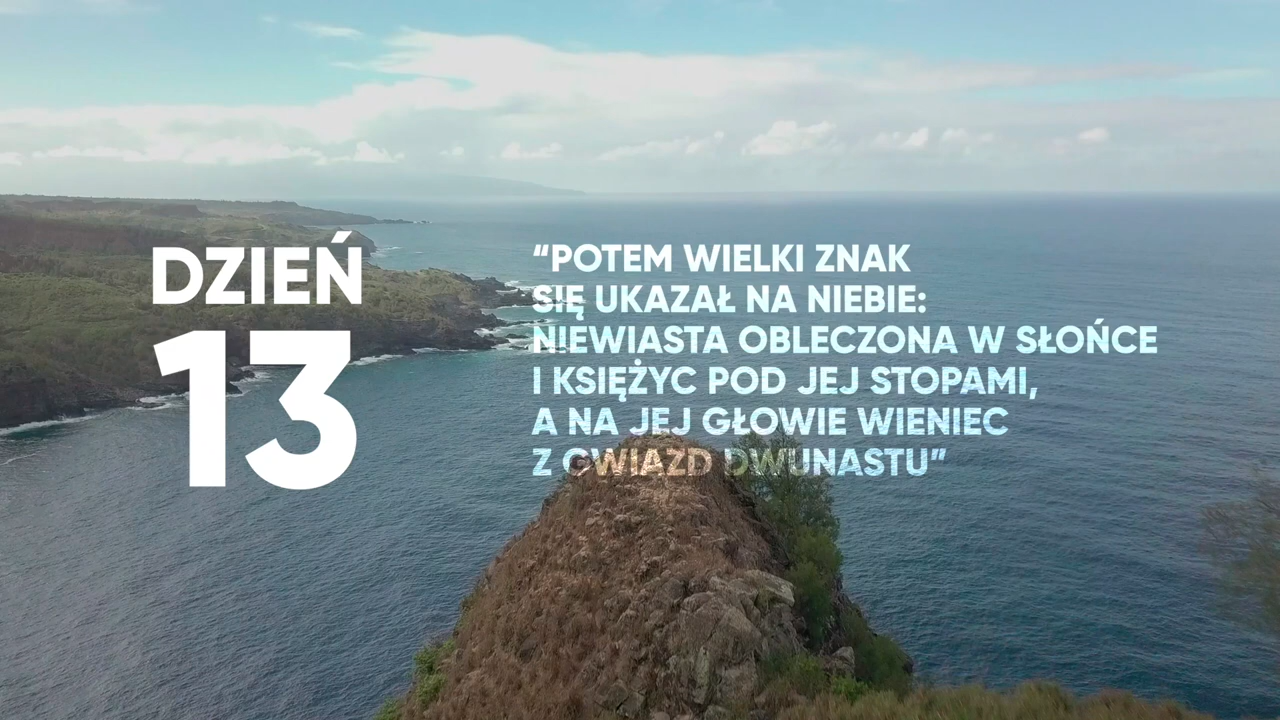 DZIEŃ
13
“POTEM WIELKI ZNAK
SIĘ UKAZAŁ NA NIEBIE:
NIEWIASTA OBLECZONA W SŁOŃCE
I KSIĘŻYC POD JEJ STOPAMI,
A NA JEJ GŁOWIE WIENIEC
Z GWIAZD DWUNASTU”